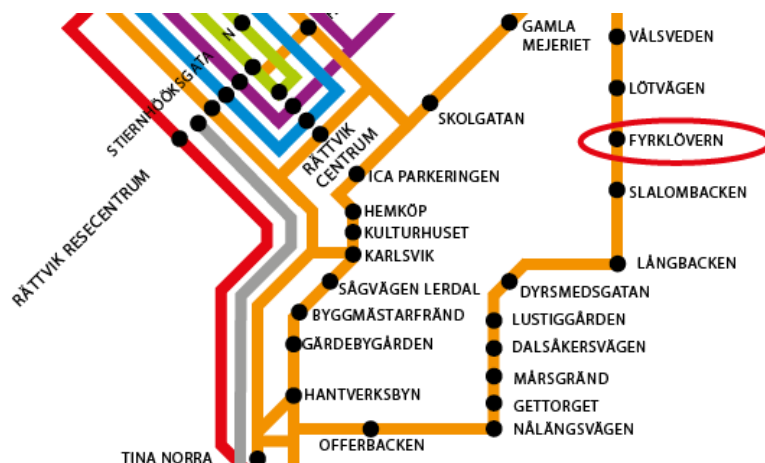 GAMLA
MEJERIET
VÅLSVEDEN
N
LÖTVÄGEN
STIERNHÖÖKSGATA
SKOLGATAN
FYRKLÖVERN
RÄTTVIK
CENTRUM
ICA PARKERINGEN
SLALOMBACKEN
HEMKÖP
KULTURHUSET
RÄTTVIK RESECENTRUM
KARLSVIK
LÅNGBACKEN
SÅGVÄGEN LERDAL
DYRSMEDSGATAN
BYGGMÄSTARFRÄND
LUSTIGGÅRDEN
GÄRDEBYGÅRDEN
DALSÅKERSVÄGEN
MÅRSGRÄND
HANTVERKSBYN
GETTORGET
NÅLÄNGSVÄGEN
OFFERBACKEN
TINA NORRA